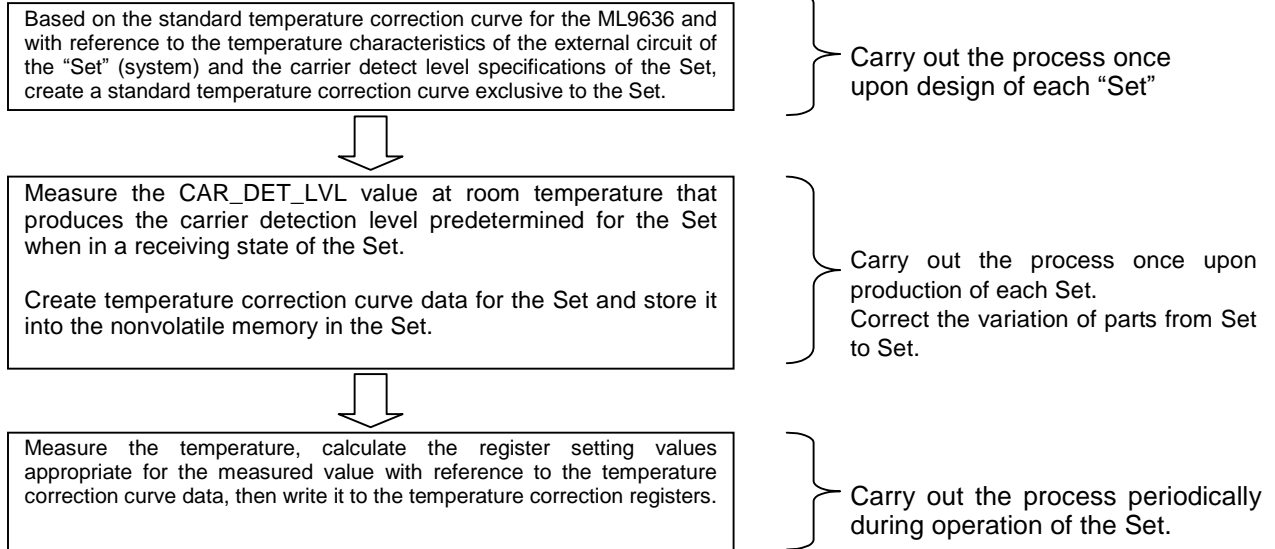 Based on the standard temperature correction curve for the ML9636 and
with reference to the temperature characteristics of the external circuit of
the “Set” (system) and the carrier detect level specifications of the Set,
create a standard temperature correction curve exclusive to the Set.
Carry out the process once
upon design of each “Set”
Measure the CAR_DET_LVL value at room temperature that
produces the carrier detection level predetermined for the Set
when in a receiving state of the Set.
Create temperature correction curve data for the Set and store it
into the nonvolatile memory in the Set.
Carry out the process once upon
production of each Set.
Correct the variation of parts from Set
to Set.
Measure the temperature, calculate the register setting values
appropriate for the measured value with reference to the temperature
correction curve data, then write it to the temperature correction registers.
Carry out the process periodically
during operation of the Set.